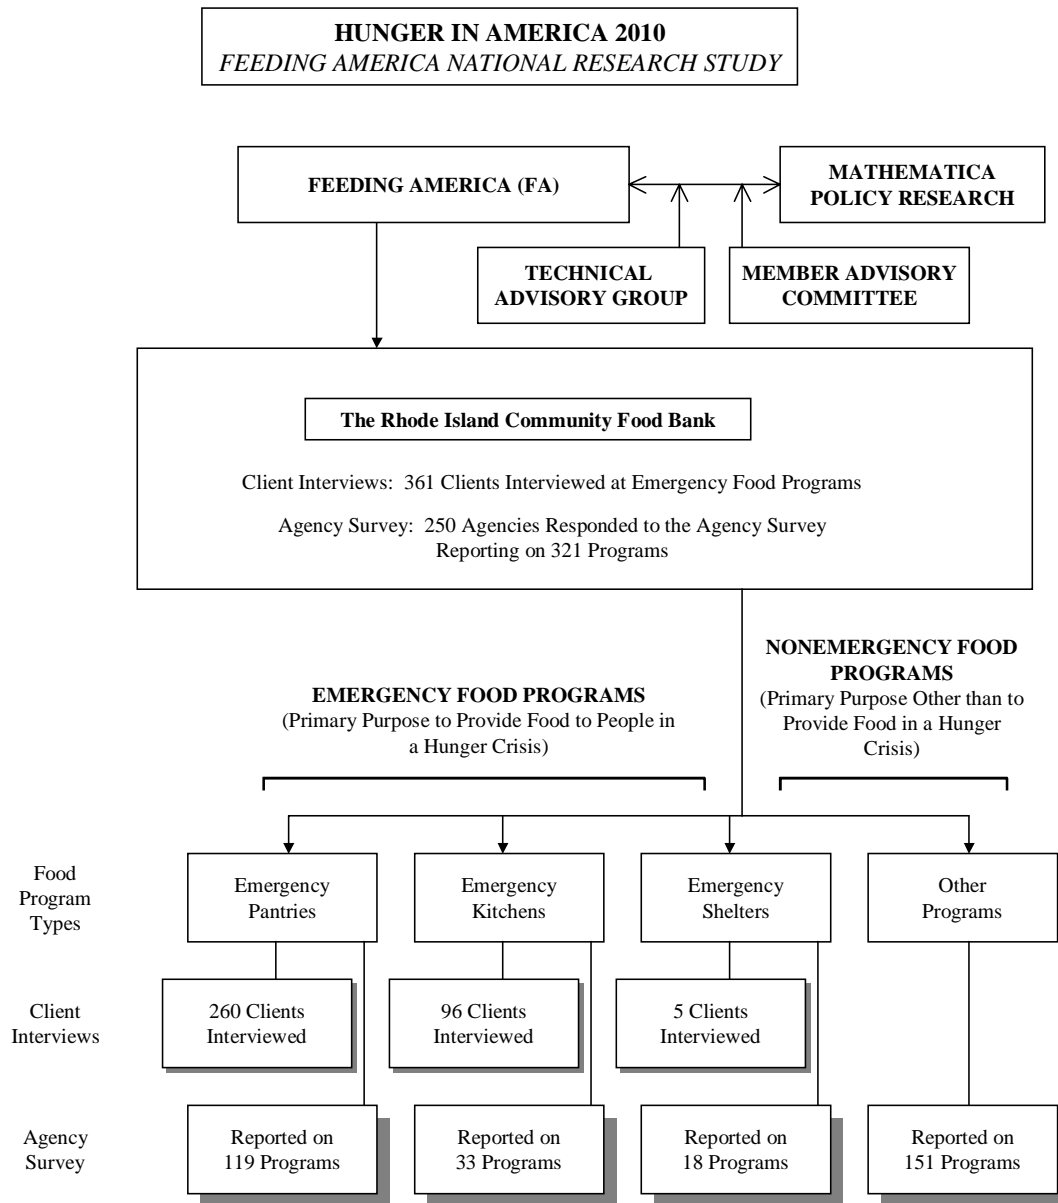 HUNGER IN AMERICA 2010
FEEDING AMERICA NATIONAL RESEARCH STUDY
FEEDING AMERICA (FA)
MATHEMATICA
POLICY RESEARCH
TECHNICAL
ADVISORY GROUP
MEMBER ADVISORY
COMMITTEE
The Rhode Island Community Food Bank
Client Interviews: 361 Clients Interviewed at Emergency Food Programs
Agency Survey: 250 Agencies Responded to the Agency Survey
Reporting on 321 Programs
EMERGENCY FOOD PROGRAMS
(Primary Purpose to Provide Food to People in
a Hunger Crisis)
NONEMERGENCY FOOD
PROGRAMS
(Primary Purpose Other than to
Provide Food in a Hunger
Crisis)
Food
Program
Types
Emergency
Pantries
Emergency
Kitchens
Emergency
Shelters
Other
Programs
Client
Interviews
260 Clients
Interviewed
96 Clients
Interviewed
5 Clients
Interviewed
Agency
Survey
Reported on
119 Programs
Reported on
33 Programs
Reported on
18 Programs
Reported on
151 Programs